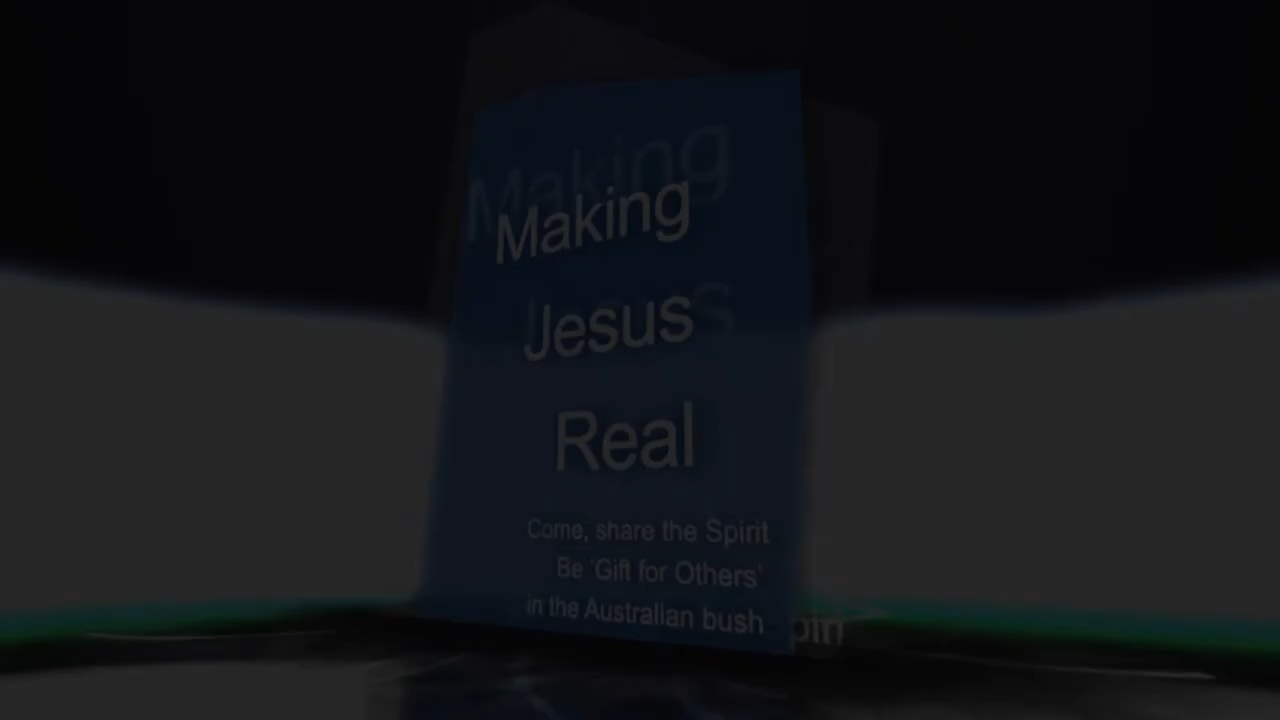 Making
Jesus
Real
Come, share the Spirit
Be 'Gift for Others'
in the Australian bush